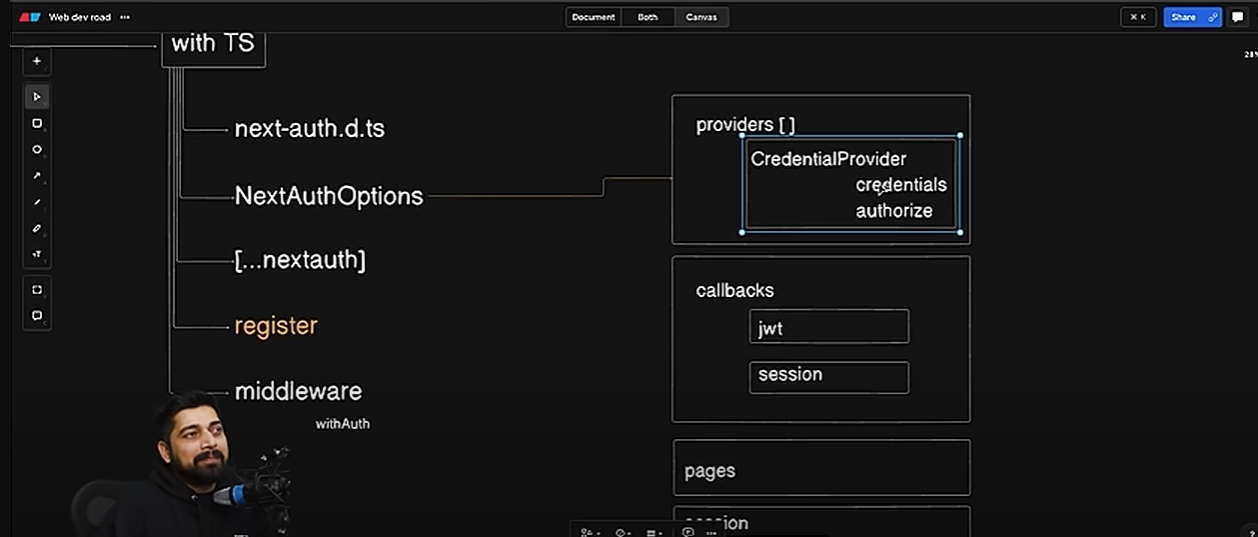 Web dev road ...
Document Both Canvas
⌘ K
Share
with TS
next-auth.d.ts
NextAuthOptions
[...nextauth]
register
middleware
withAuth
providers [ ]
CredentialProvider
credentials
authorize
callbacks
jwt
session
pages
session